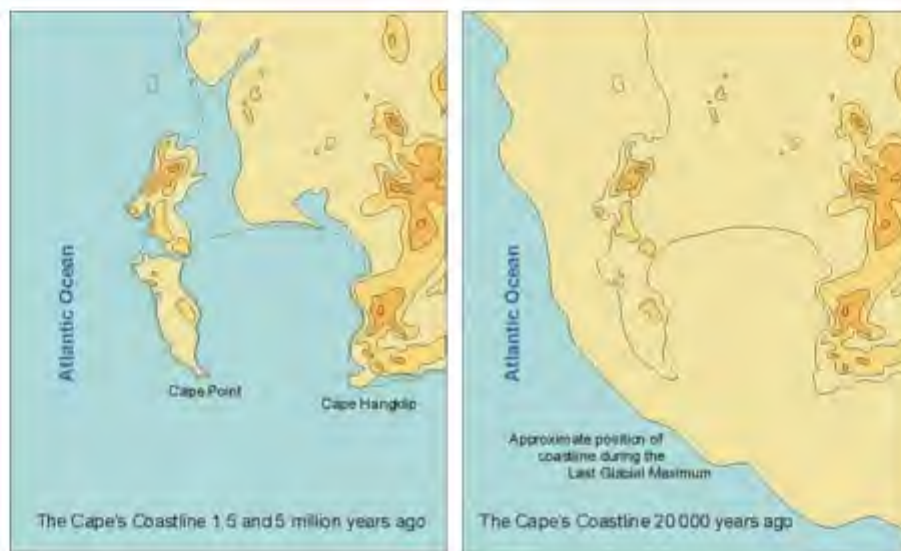 Atlantic Ocean
Cape Point
Cape Hangklip
The Cape's Coastline 1.5 and 5 million years ago
Atlantic Ocean
Approximate position of
coastline during the
Last Glacial Maximum
The Cape's Coastline 20 000 years ago